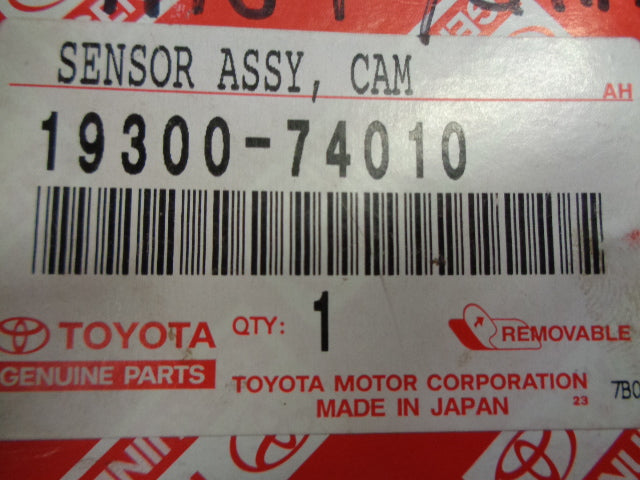 SENSOR ASSY, CAM
AH
19300-74010
TOYOTA
GENUINE PARTS
QTY: 1
REMOVABLE
TOYOTA MOTOR CORPORATION
MADE IN JAPAN
23